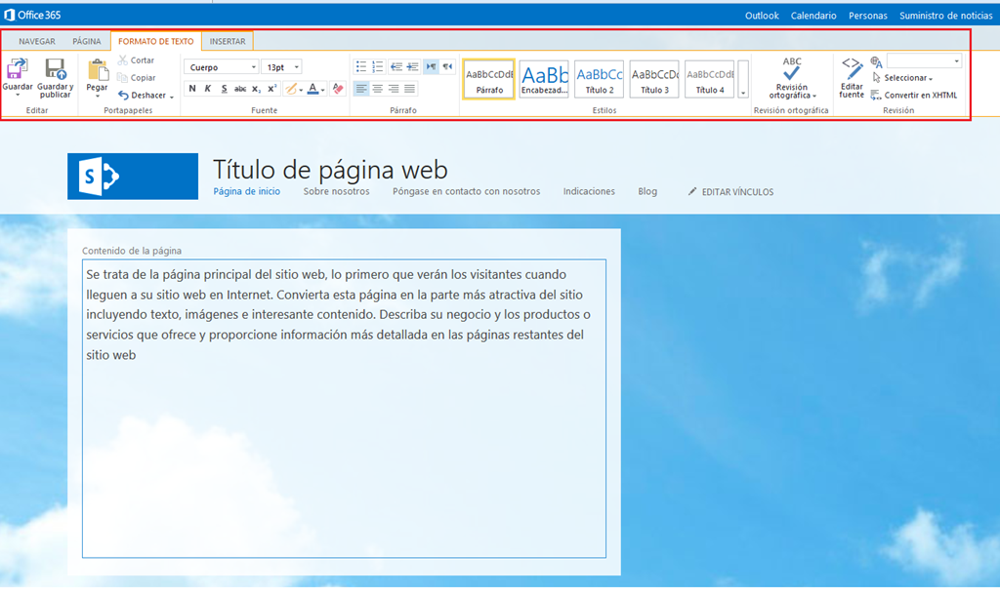 Office 365
Outlook Calendario Personas Suministro de noticias
NAVEGAR PÁGINA FORMATO DE TEXTO INSERTAR
Guardar
Guardar y publicar
Editar
Pegar
Cortar
Copiar
Deshacer
Portapapeles
Cuerpo 13pt
N K S abc x₂ x² A
Fuente
Párrafo
AaBbCcDdE AaBb AaBbCc AaBbCcDc AaBbCcDdE
Párrafo Encabezad... Título 2 Título 3 Título 4
Estilos
ABC
Revisión ortográfica
Revisión ortográfica
Editar fuente
Seleccionar
Convertir en XHTML
Revisión
S
Título de página web
Página de inicio Sobre nosotros Póngase en contacto con nosotros Indicaciones Blog EDITAR VÍNCULOS
Contenido de la página
Se trata de la página principal del sitio web, lo primero que verán los visitantes cuando
lleguen a su sitio web en Internet. Convierta esta página en la parte más atractiva del sitio
incluyendo texto, imágenes e interesante contenido. Describa su negocio y los productos o
servicios que ofrece y proporcione información más detallada en las páginas restantes del
sitio web